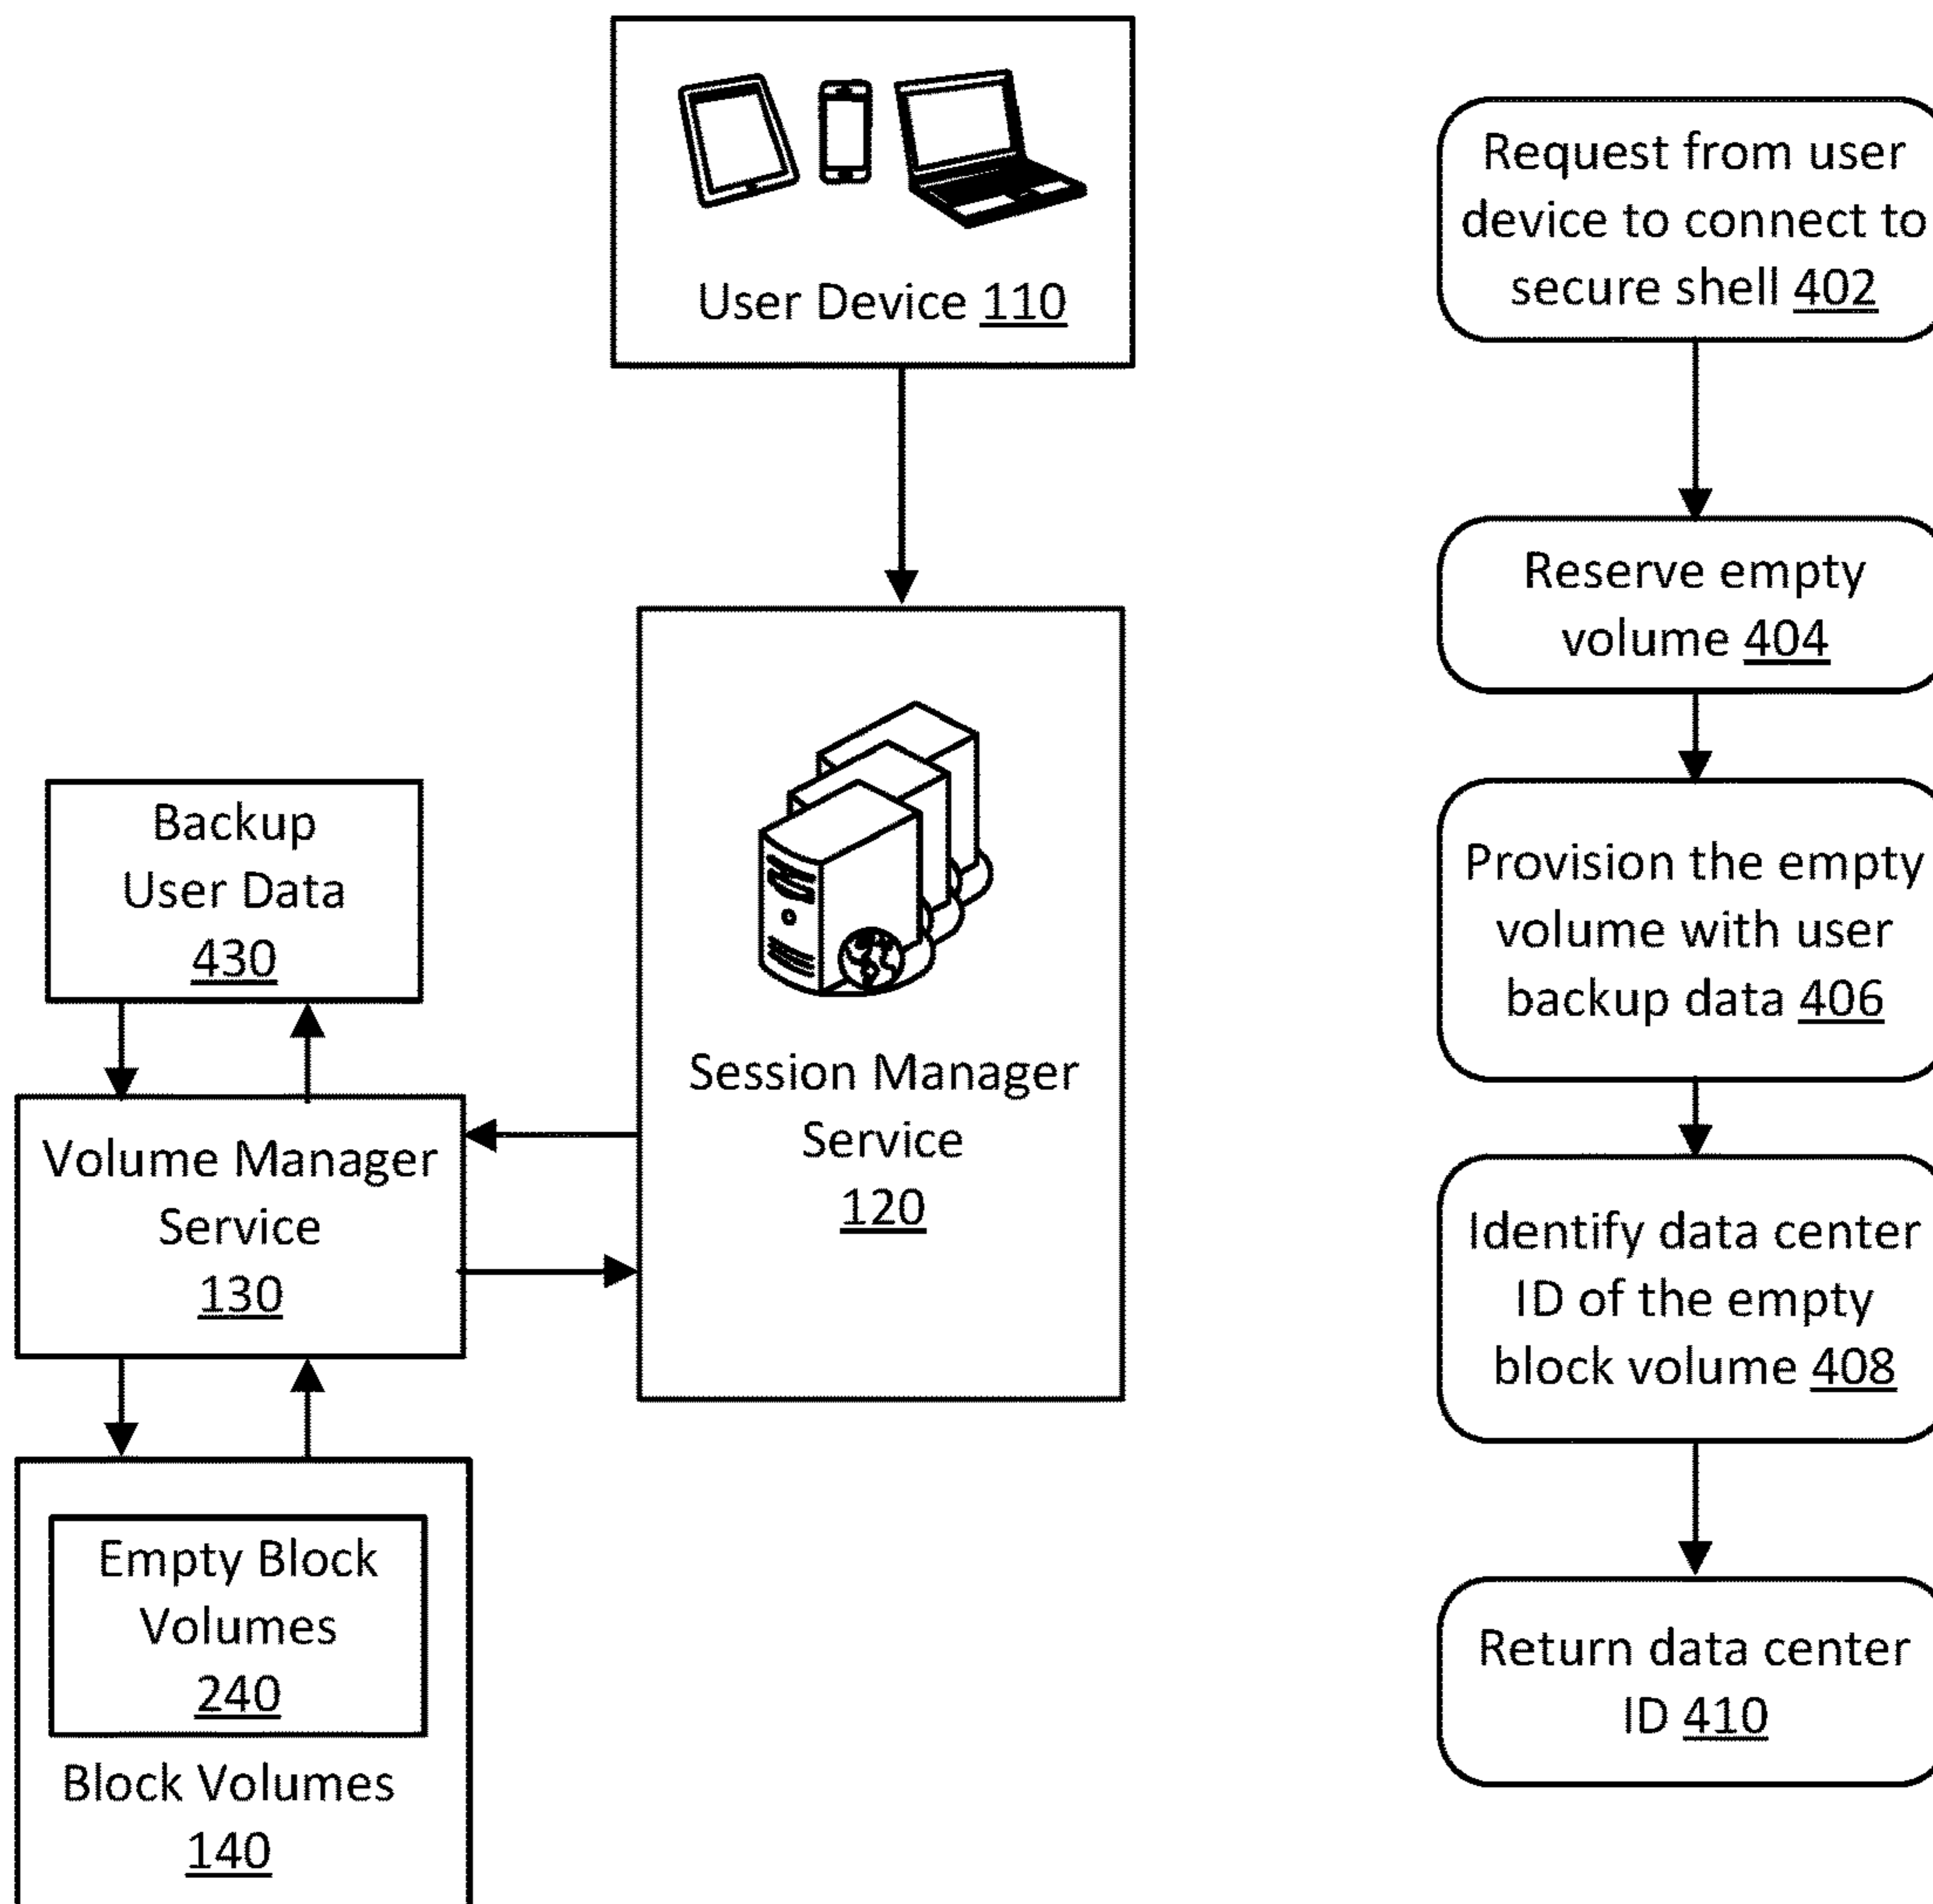 User Device 110
Backup
User Data
430
Volume Manager
Service
130
Session Manager
Service
120
Empty Block
Volumes
240
Block Volumes
140
Request from user
device to connect to
secure shell 402
Reserve empty
volume 404
Provision the empty
volume with user
backup data 406
Identify data center
ID of the empty
block volume 408
Return data center
ID 410